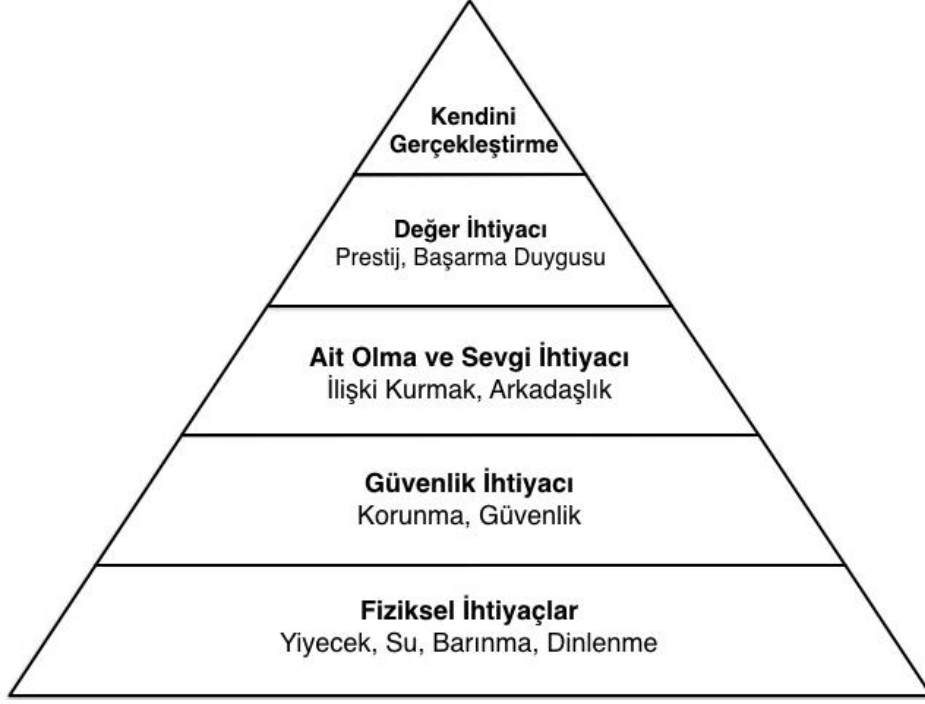 Kendini
Gerçekleştirme
Değer İhtiyacı
Prestij, Başarma Duygusu
Ait Olma ve Sevgi İhtiyacı
İlişki Kurmak, Arkadaşlık
Güvenlik İhtiyacı
Korunma, Güvenlik
Fiziksel İhtiyaçlar
Yiyecek, Su, Barınma, Dinlenme